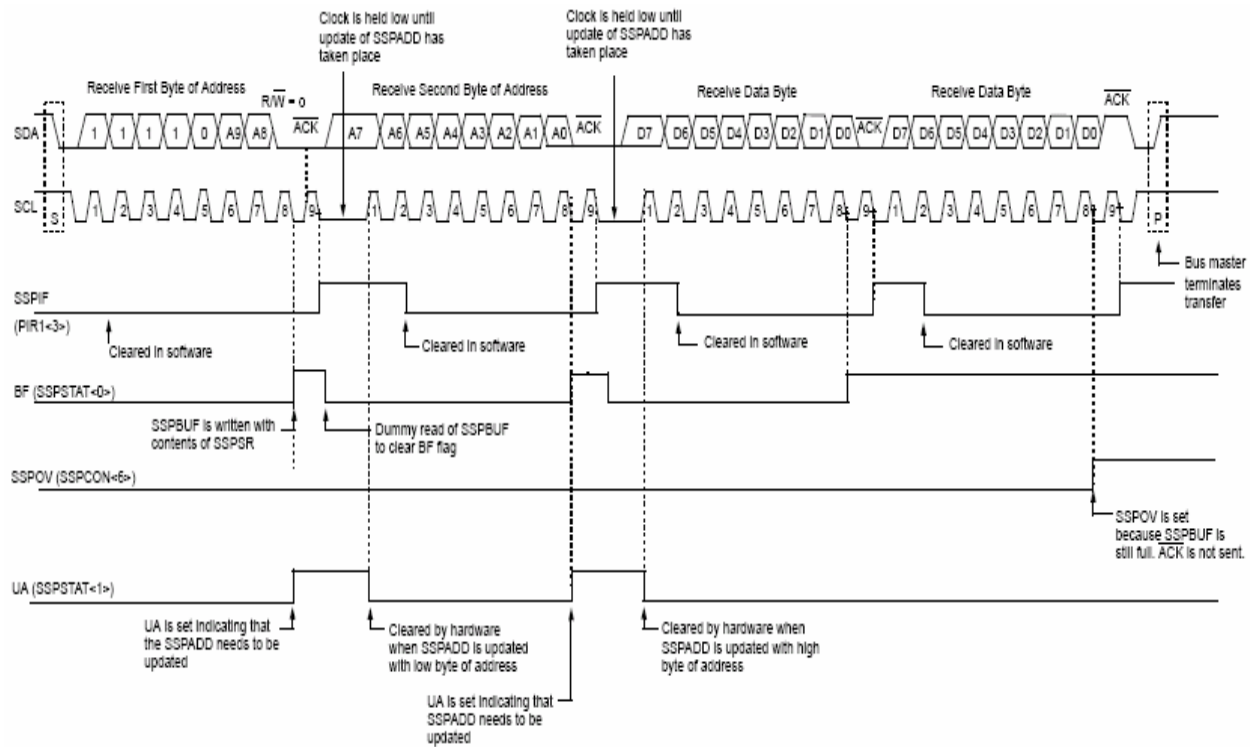 Clock is held low until
update of SSPADD has
taken place
Clock is held low until
update of SSPADD has
taken place
Receive First Byte of Address
R/W = 0
Receive Second Byte of Address
Receive Data Byte
Receive Data Byte
ACK
SDA
1 1 1 1 0 A9 A8
ACK
A7 A6 A5 A4 A3 A2 A1 A0
ACK
D7 D6 D5 D4 D3 D2 D1 D0
ACK
D7 D6 D5 D4 D3 D2 D1 D0
SCL
S
1 2 3 4 5 6 7 8 9
1 2 3 4 5 6 7 8 9
1 2 3 4 5 6 7 8 9
1 2 3 4 5 6 7 8 9
P
Bus master
terminates
transfer
SSPIF
(PIR1<3>)
Cleared in software
Cleared in software
Cleared in software
Cleared in software
BF (SSPSTAT<0>)
SSPBUF is written with
contents of SSPSR
Dummy read of SSPBUF
to clear BF flag
SSPOV (SSPCON<6>)
SSPOV is set
because SSPBUF is
still full. ACK is not sent.
UA (SSPSTAT<1>)
UA is set indicating that
the SSPADD needs to be
updated
Cleared by hardware
when SSPADD is updated
with low byte of address
UA is set indicating that
SSPADD needs to be
updated
Cleared by hardware when
SSPADD is updated with high
byte of address